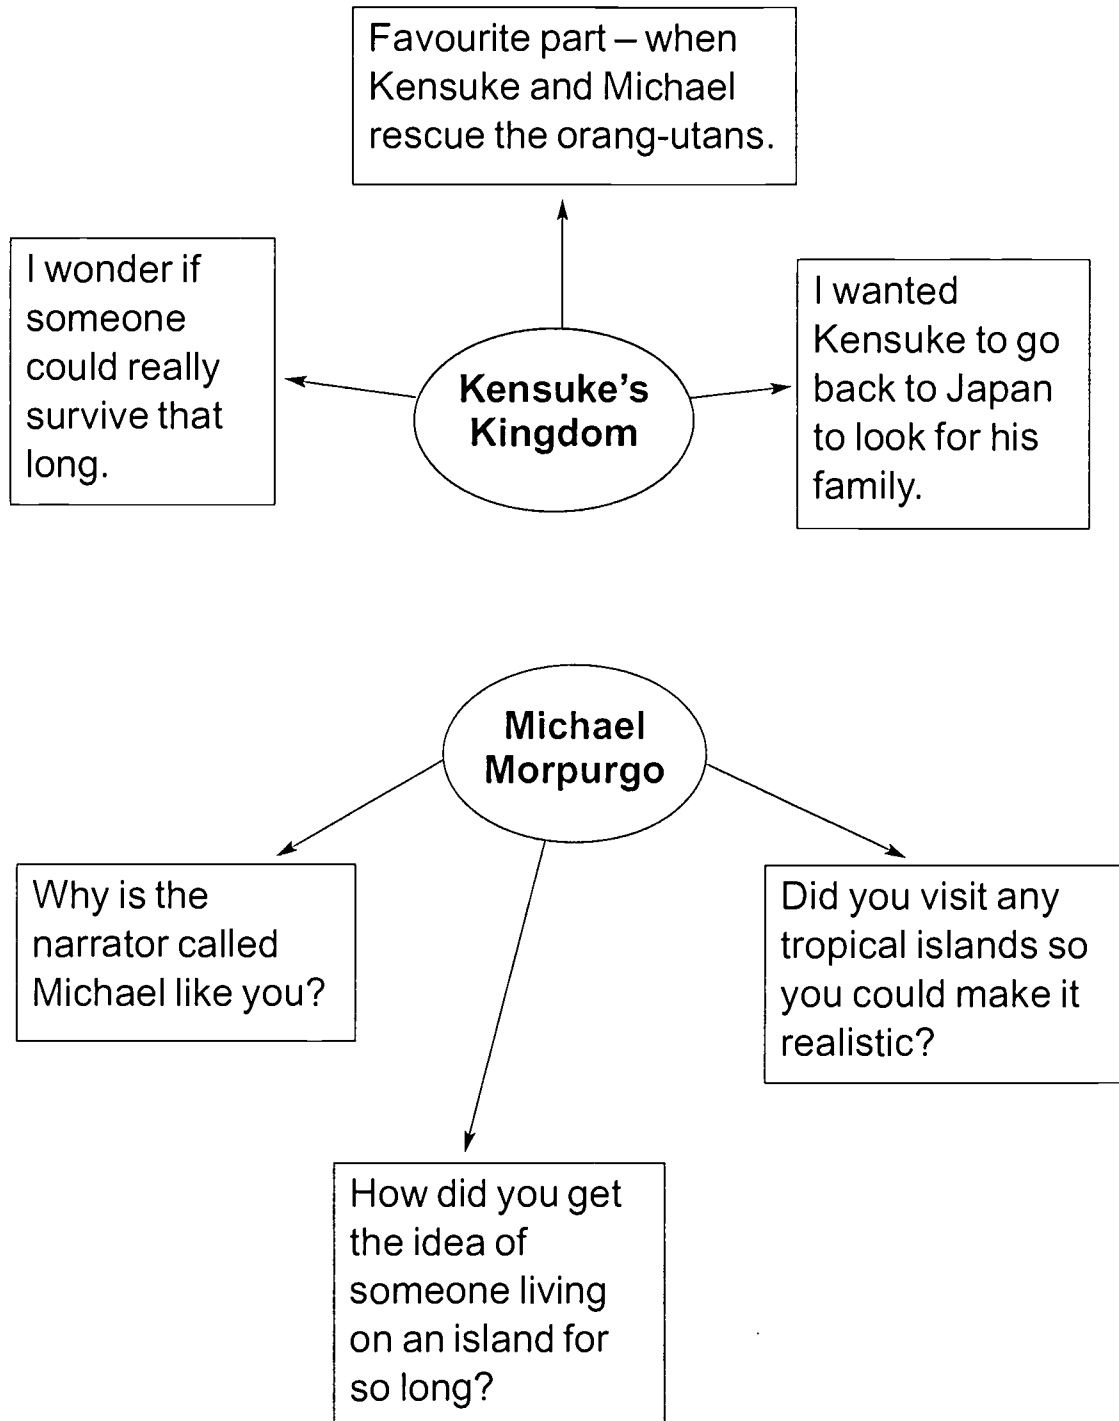 Favourite part – when
Kensuke and Michael
rescue the orang-utans.
I wonder if
someone
could really
survive that
long.
Kensuke's
Kingdom
I wanted
Kensuke to go
back to Japan
to look for his
family.
Michael
Morpurgo
Why is the
narrator called
Michael like you?
Did you visit any
tropical islands so
you could make it
realistic?
How did you get
the idea of
someone living
on an island for
so long?